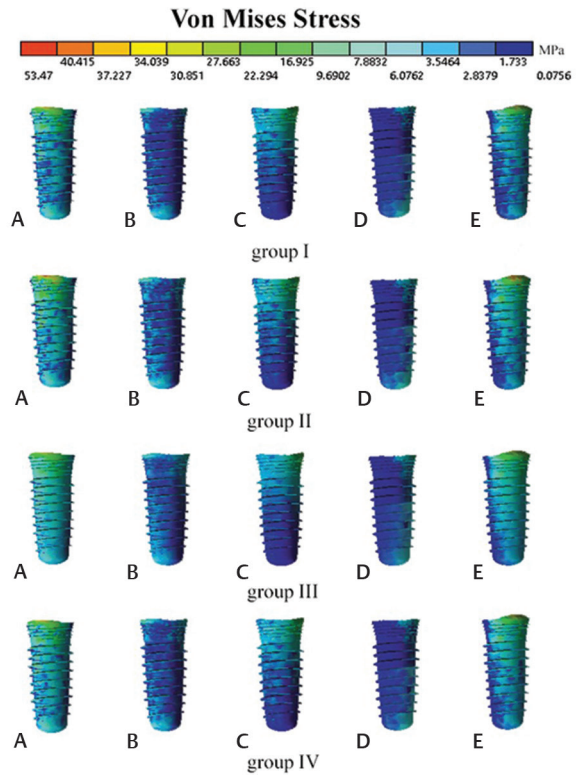 Von Mises Stress
MPa
40.415 34.039 27.663 16.925 7.8832 3.5464 1.733
53.47 37.227 30.851 22.294 9.6902 6.0762 2.8379 0.0756
A B C D E
group I
A B C D E
group II
A B C D E
group III
A B C D E
group IV